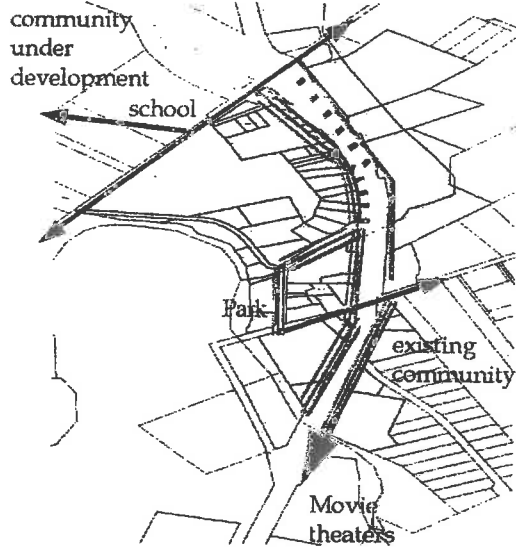 community
under
development
school
Park
existing
community
Movie
theaters